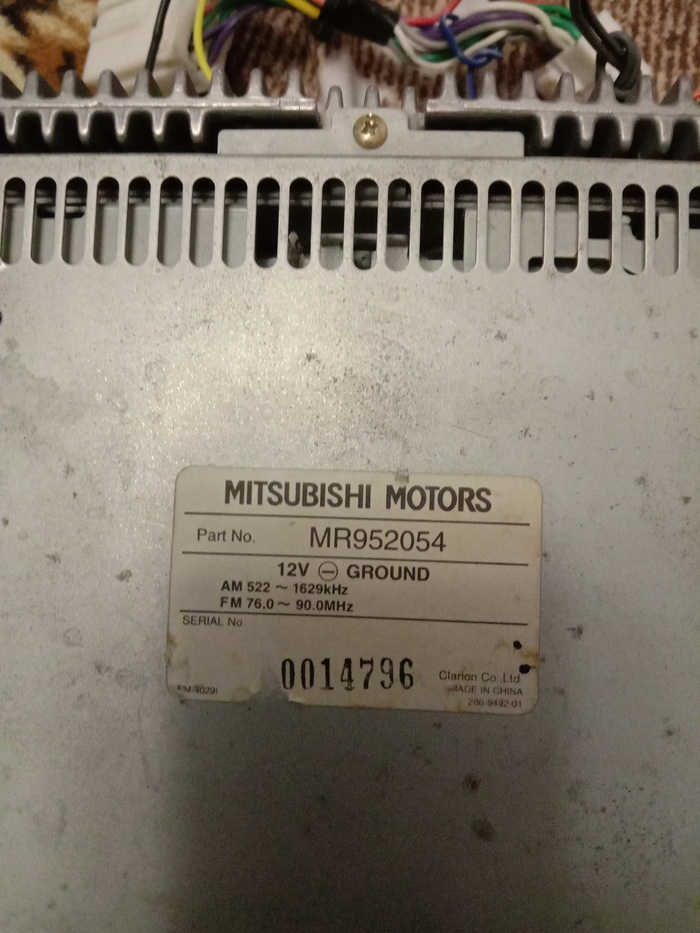 MITSUBISHI MOTORS
Part No. MR952054
12V ⊖ GROUND
AM 522 ~ 1629kHz
FM 76.0 ~ 90.0MHz
SERIAL No
0014796
Clarion Co.,Ltd
MADE IN CHINA
286-9492-01